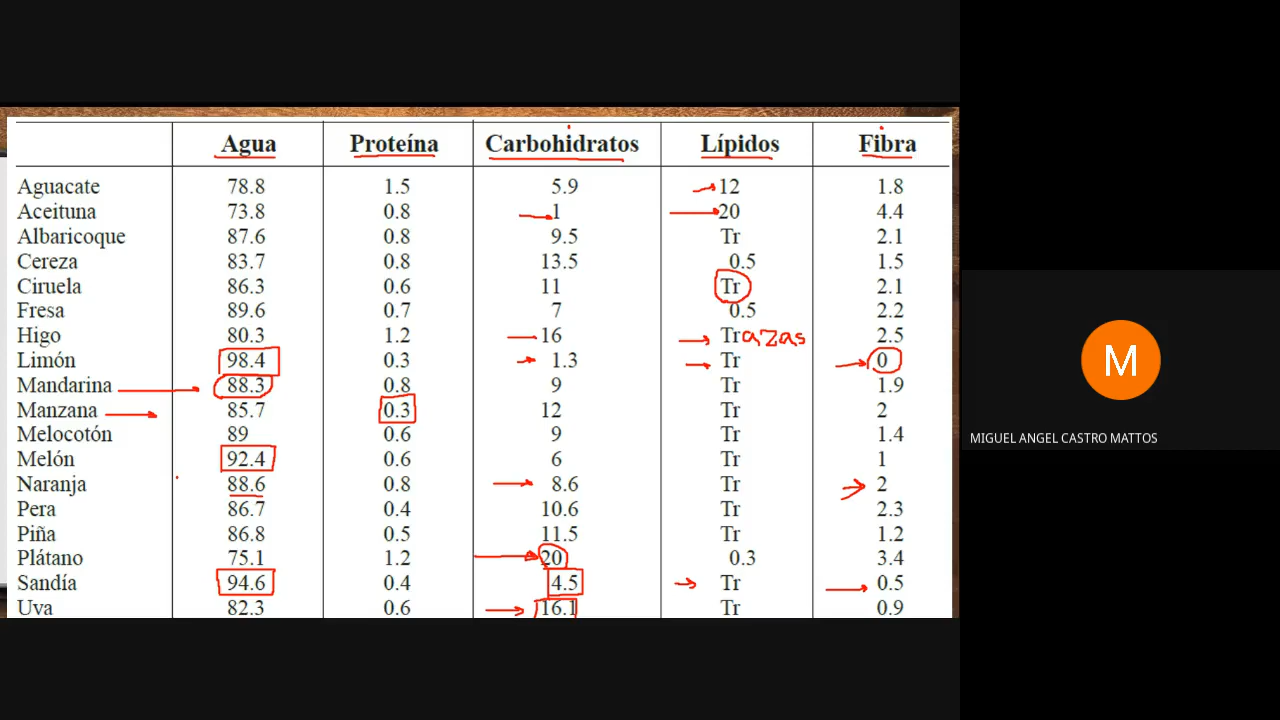 Agua Proteína Carbohidratos Lípidos Fibra
Aguacate 78.8 1.5 5.9 12 1.8
Aceituna 73.8 0.8 1 20 4.4
Albaricoque 87.6 0.8 9.5 Tr 2.1
Cereza 83.7 0.8 13.5 0.5 1.5
Ciruela 86.3 0.6 11 Tr 2.1
Fresa 89.6 0.7 7 0.5 2.2
Higo 80.3 1.2 16 Trazas 2.5
Limón 98.4 0.3 1.3 Tr 0
Mandarina 88.3 0.8 9 Tr 1.9
Manzana 85.7 0.3 12 Tr 2
Melocotón 89 0.6 9 Tr 1.4
Melón 92.4 0.6 6 Tr 1
Naranja 88.6 0.8 8.6 Tr 2
Pera 86.7 0.4 10.6 Tr 2.3
Piña 86.8 0.5 11.5 Tr 1.2
Plátano 75.1 1.2 20 0.3 3.4
Sandía 94.6 0.4 4.5 Tr 0.5
Uva 82.3 0.6 16.1 Tr 0.9
M
MIGUEL ANGEL CASTRO MATTOS